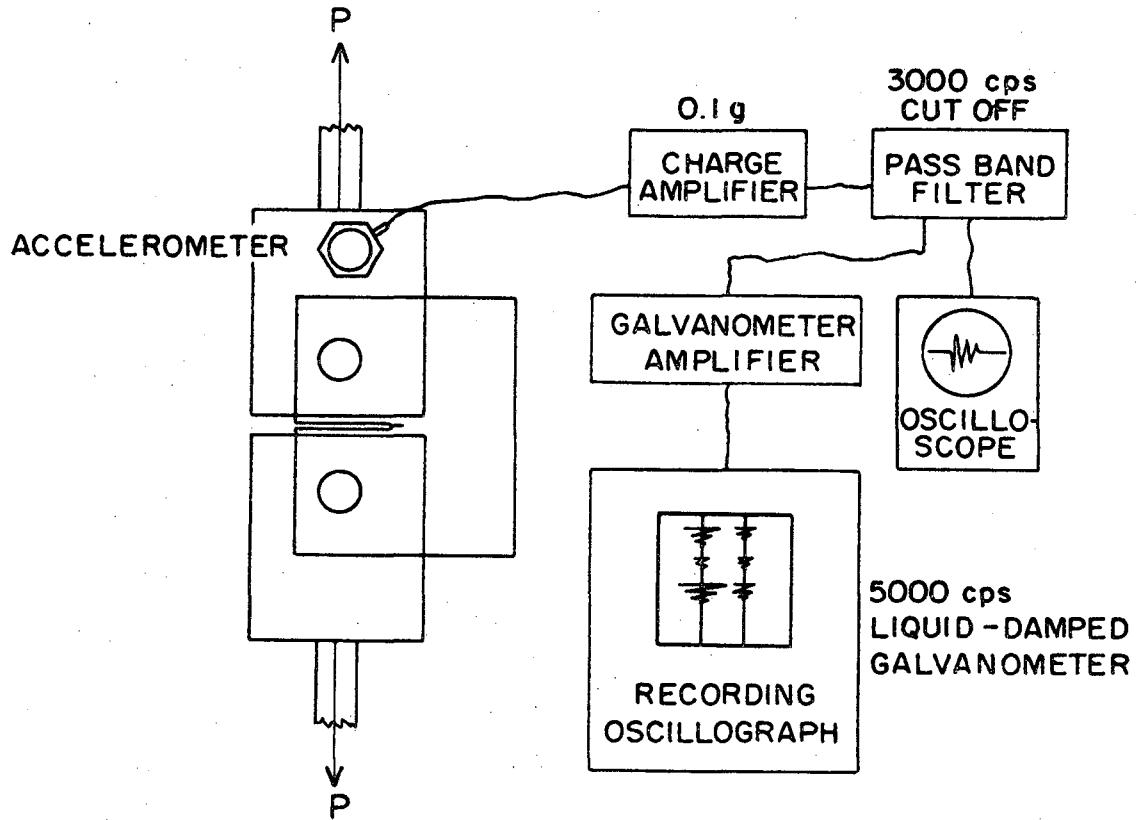 P
3000 cps
CUT OFF
0.1 g
CHARGE
AMPLIFIER
PASS BAND
FILTER
ACCELEROMETER
GALVANOMETER
AMPLIFIER
OSCILLO-
SCOPE
5000 cps
LIQUID-DAMPED
GALVANOMETER
RECORDING
OSCILLOGRAPH
P